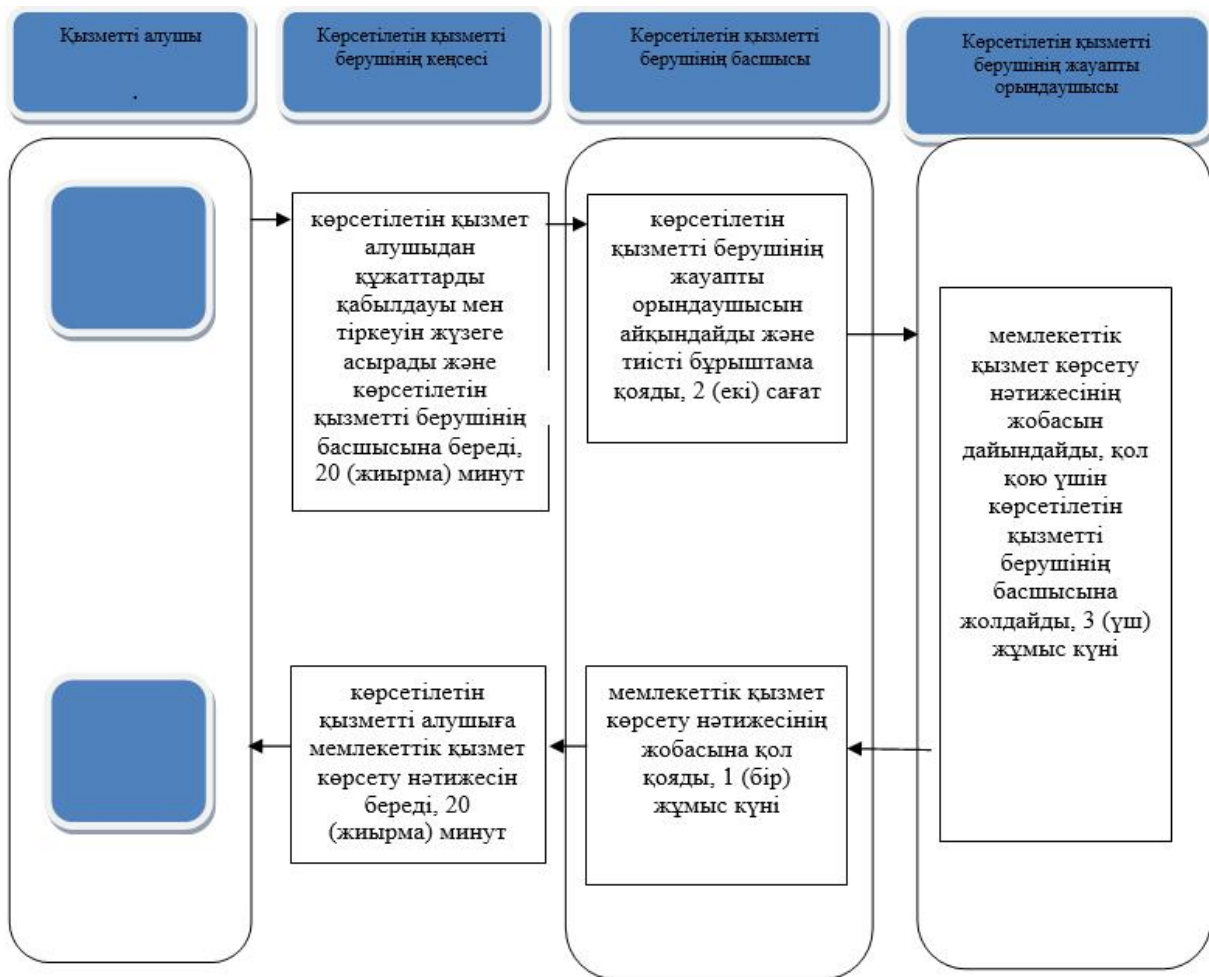 Қызметті алушы
.
Көрсетілетін қызметті
берушінің кеңсесі
Көрсетілетін қызметті
берушінің басшысы
Көрсетілетін қызметті
берушінің жауапты
орындаушысы
көрсетілетін қызмет
алушыдан
құжаттарды
қабылдауы мен
тіркеуін жүзеге
асырады және
көрсетілетін
қызметті берушінің
басшысына береді,
20 (жиырма) минут
көрсетілетін
қызметті берушінің
жауапты
орындаушысын
айқындайды және
тиісті бұрыштама
қояды, 2 (екі) сағат
мемлекеттік
қызмет көрсету
нәтижесінің
жобасын
дайындайды, қол
қою үшін
көрсетілетін
қызметті
берушінің
басшысына
жолдайды, 3 (үш)
жұмыс күні
мемлекеттік қызмет
көрсету нәтижесінің
жобасына қол
қояды, 1 (бір)
жұмыс күні
көрсетілетін
қызметті алушыға
мемлекеттік қызмет
көрсету нәтижесін
береді, 20
(жиырма) минут